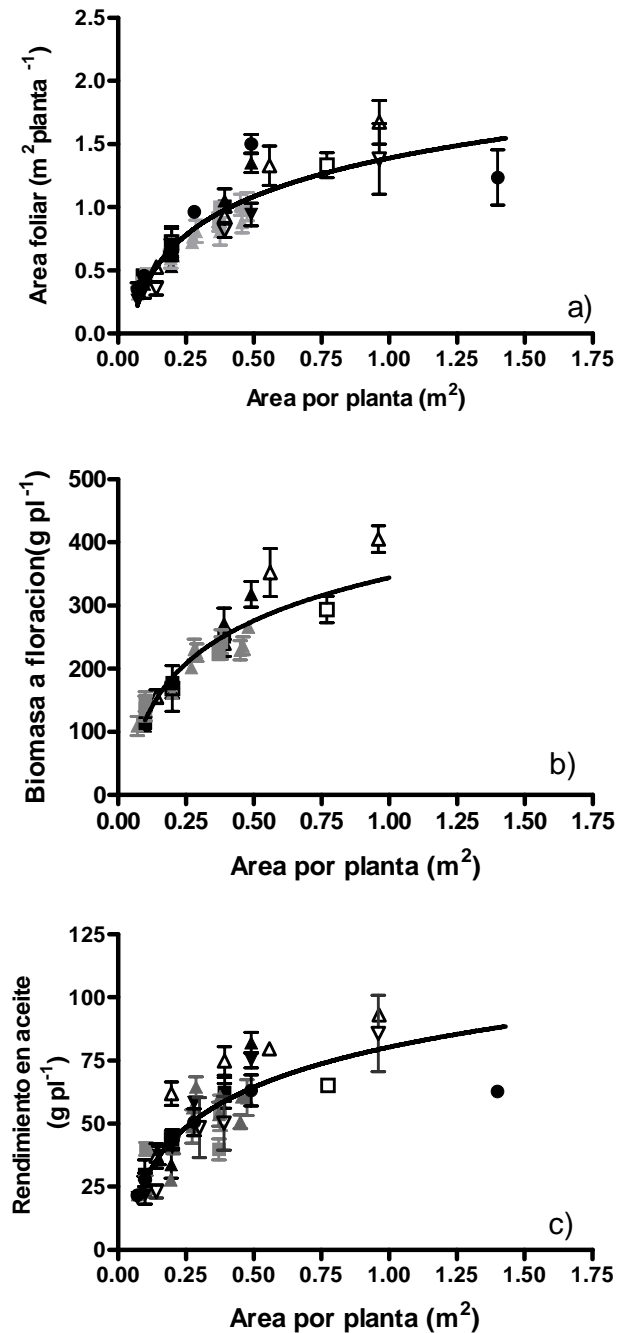 2.5
2.0
1.5
1.0
0.5
0.0
Area foliar (m² planta⁻¹)
0.00 0.25 0.50 0.75 1.00 1.25 1.50 1.75
Area por planta (m²)
a)
500
400
300
200
100
0
Biomasa a floracion(g pl⁻¹)
0.00 0.25 0.50 0.75 1.00 1.25 1.50 1.75
Area por planta (m²)
b)
125
100
75
50
25
0
Rendimiento en aceite
(g pl⁻¹)
0.00 0.25 0.50 0.75 1.00 1.25 1.50 1.75
Area por planta (m²)
c)